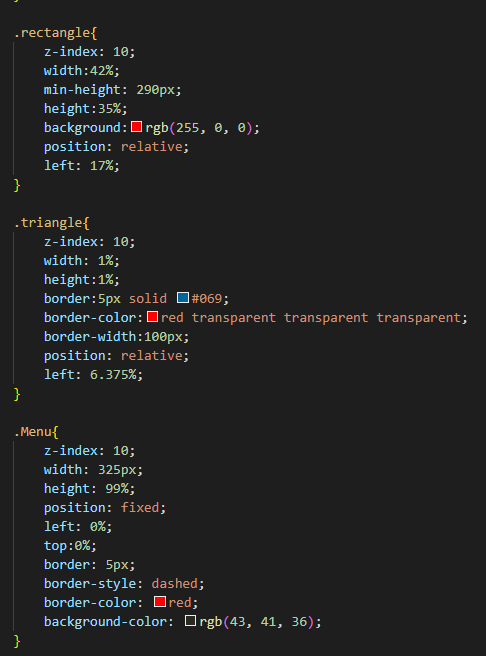 }
.rectangle{
z-index: 10;
width:42%;
min-height: 290px;
height:35%;
background:rgb(255, 0, 0);
position: relative;
left: 17%;
}
.triangle{
z-index: 10;
width: 1%;
height:1%;
border:5px solid #069;
border-color:red transparent transparent transparent;
border-width:100px;
position: relative;
left: 6.375%;
}
.Menu{
z-index: 10;
width: 325px;
height: 99%;
position: fixed;
left: 0%;
top:0%;
border: 5px;
border-style: dashed;
border-color: red;
background-color: rgb(43, 41, 36);
}